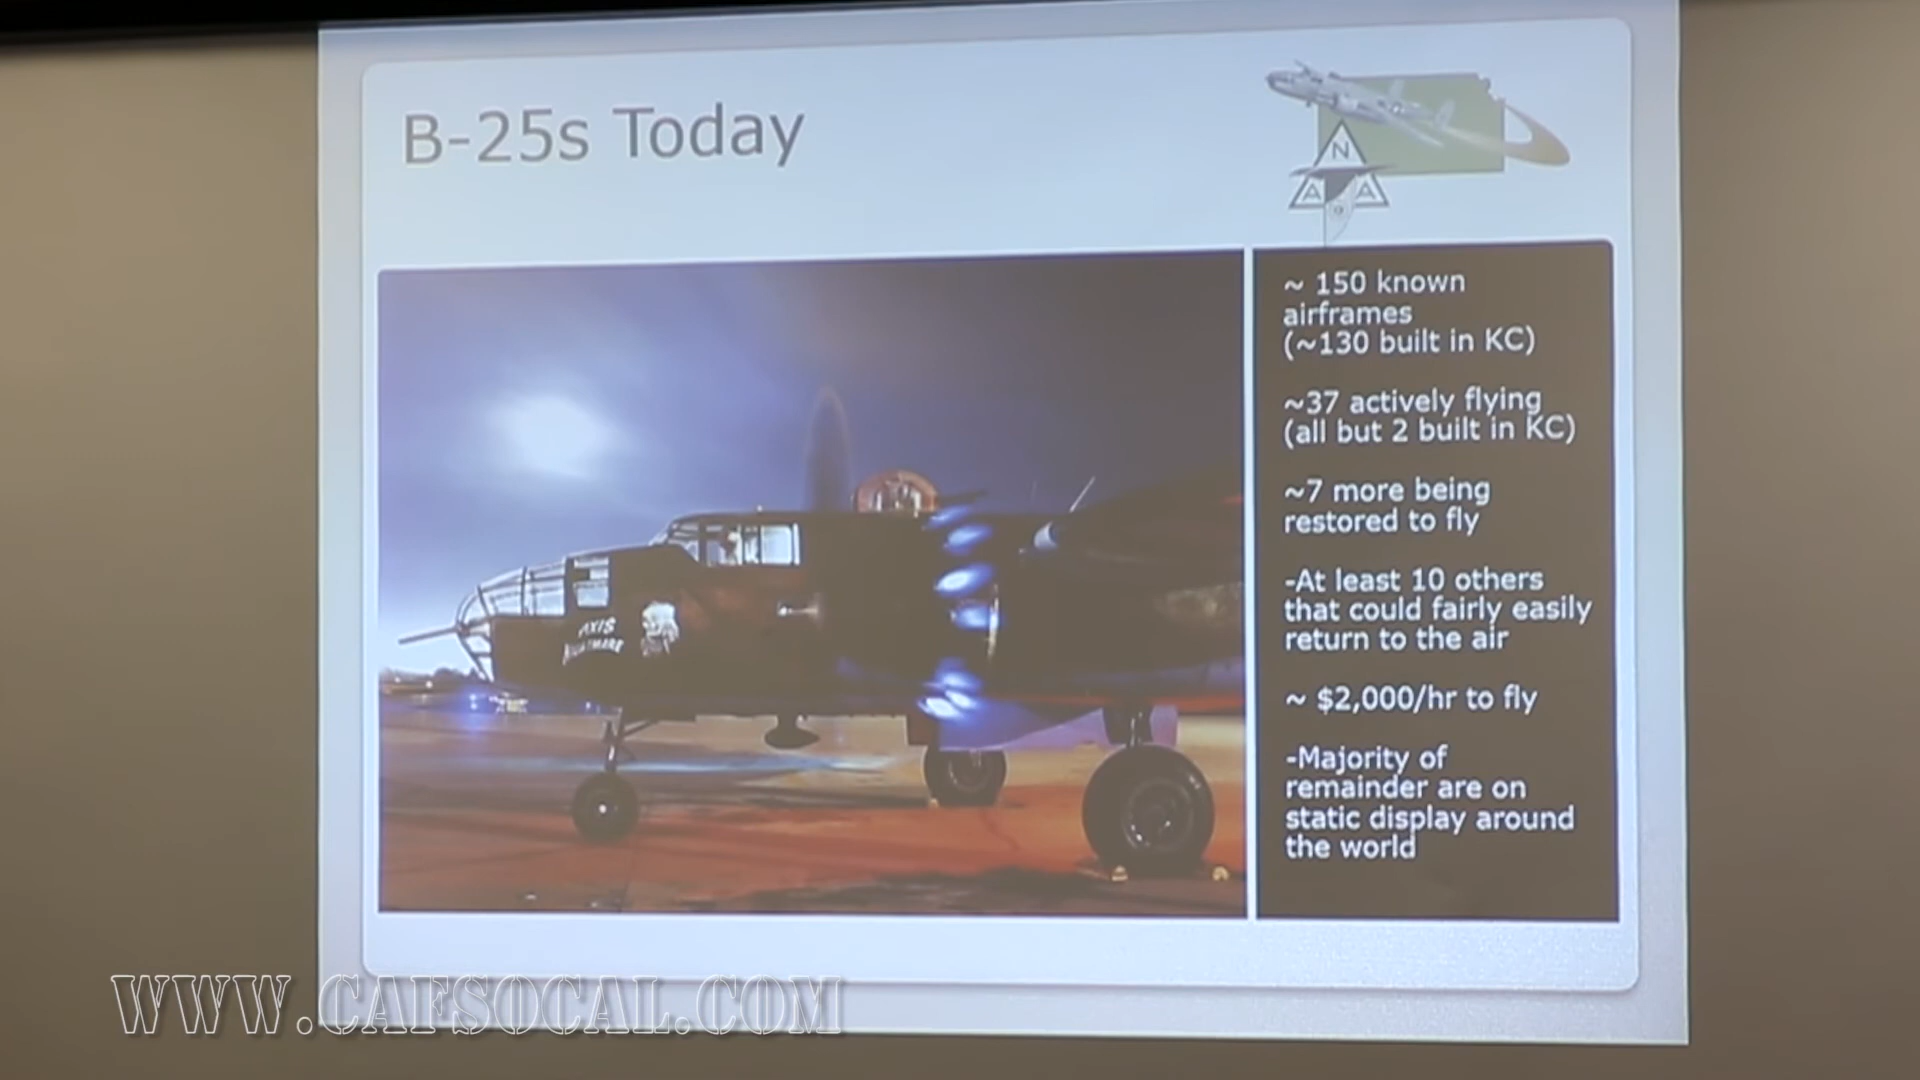 B-25s Today
N
A A
~ 150 known
airframes
(~130 built in KC)
~37 actively flying
(all but 2 built in KC)
~7 more being
restored to fly
-At least 10 others
that could fairly easily
return to the air
~ $2,000/hr to fly
-Majority of
remainder are on
static display around
the world
AXIS
NIGHTMARE
WWW.CAFSOCAL.COM